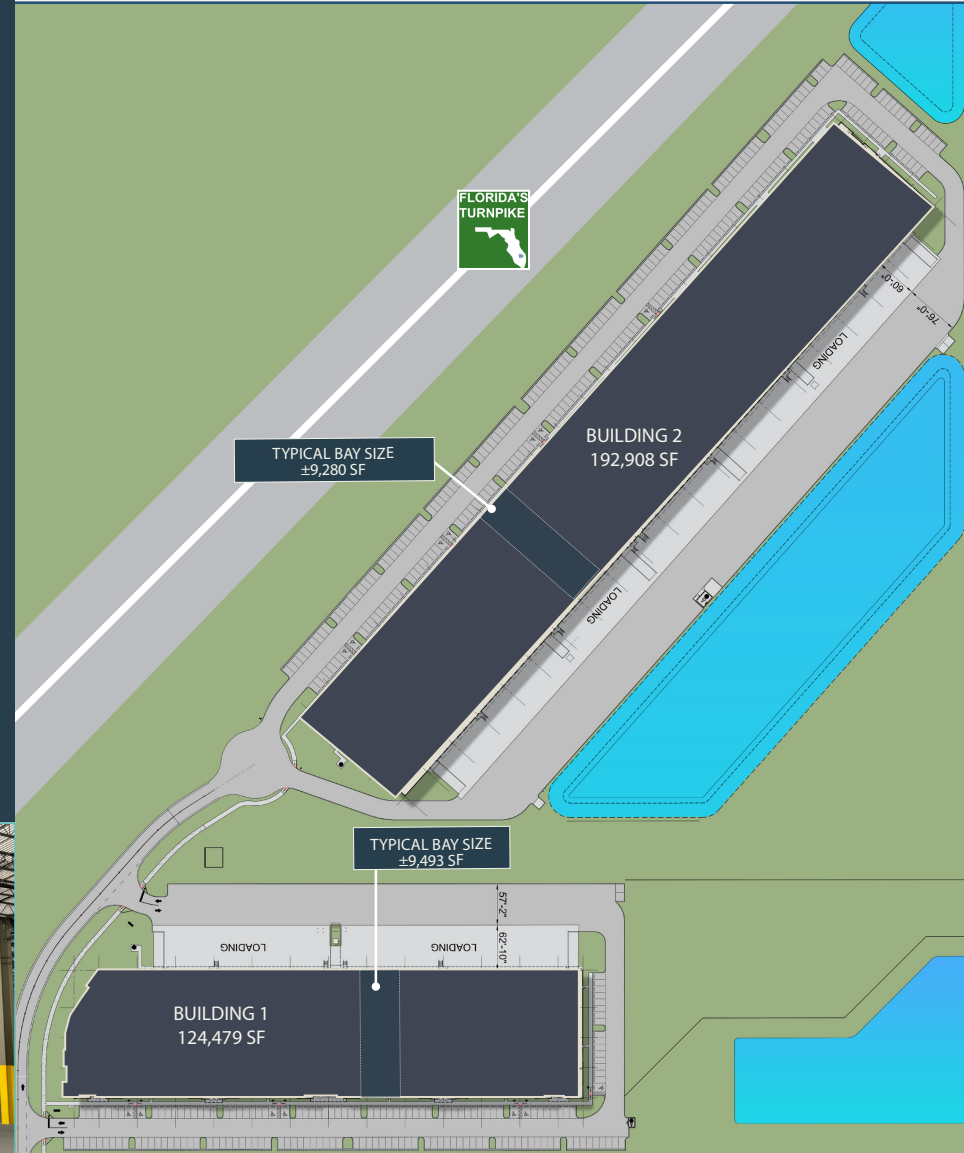 FLORIDA'S
TURNPIKE
60'-0"
76'-0"
LOADING
BUILDING 2
192,908 SF
TYPICAL BAY SIZE
±9,280 SF
LOADING
TYPICAL BAY SIZE
±9,493 SF
57'-2"
62'-10"
LOADING
LOADING
BUILDING 1
124,479 SF